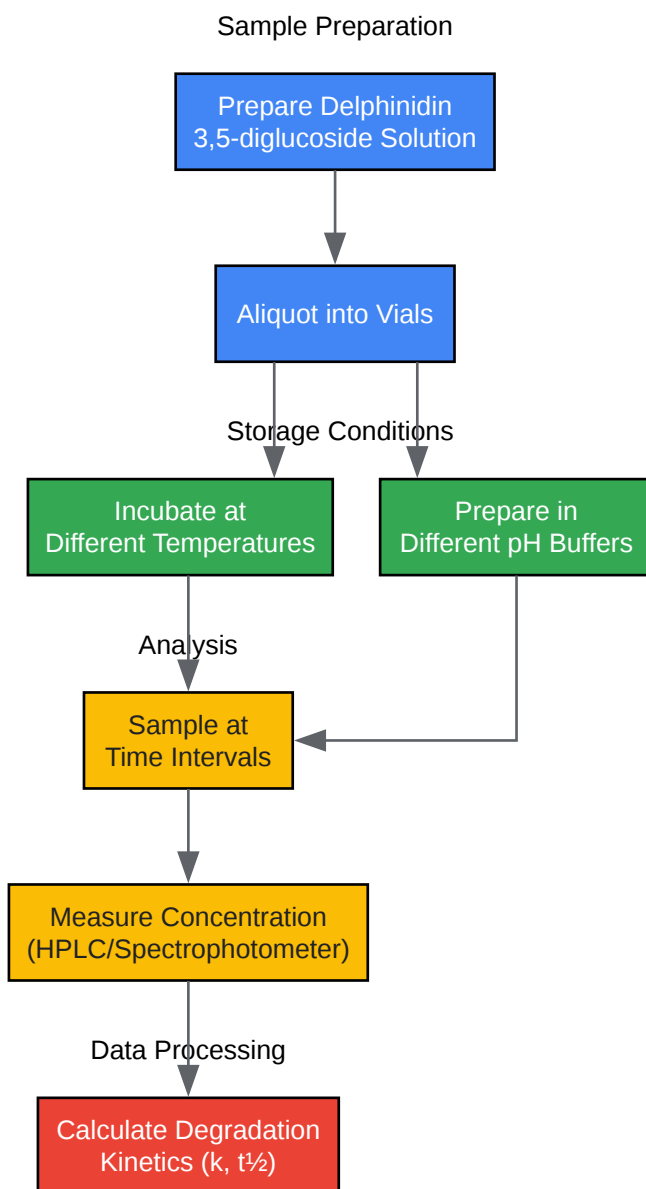 Sample Preparation
Prepare Delphinidin
3,5-diglucoside Solution
Aliquot into Vials
Storage Conditions
Incubate at
Different Temperatures
Prepare in
Different pH Buffers
Analysis
Sample at
Time Intervals
Measure Concentration
(HPLC/Spectrophotometer)
Data Processing
Calculate Degradation
Kinetics (k, t½)